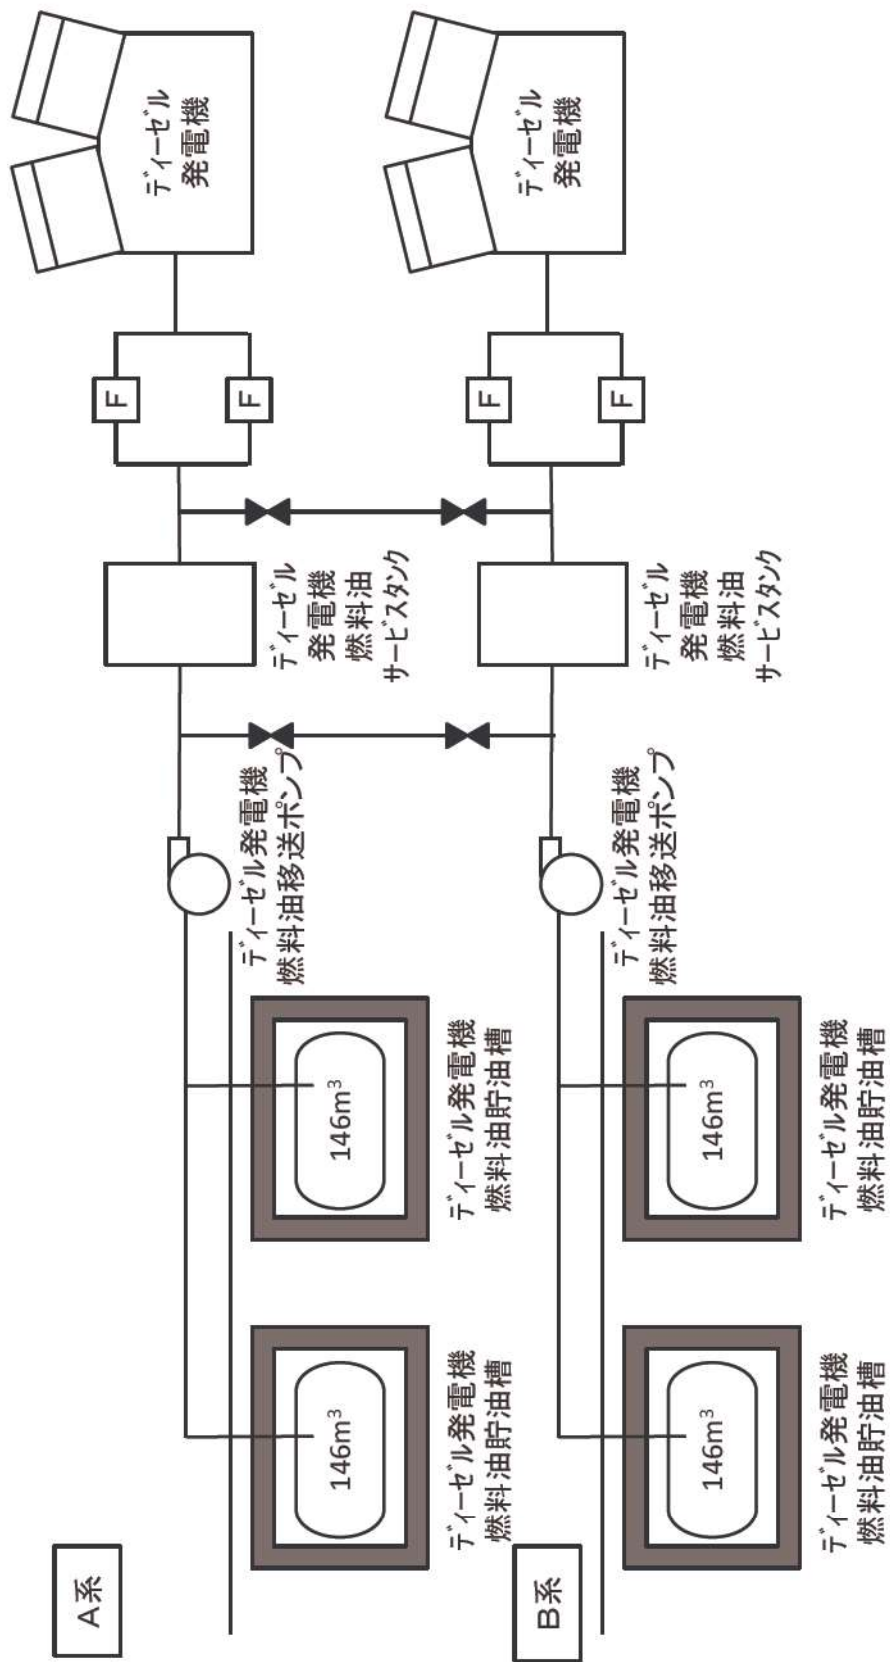 A系
146m³
ディーゼル発電機
燃料油貯油槽
146m³
ディーゼル発電機
燃料油貯油槽
ディーゼル発電機
燃料油移送ポンプ
ディーゼル
発電機
燃料油
サービスタンク
F
F
ディーゼル
発電機
B系
146m³
ディーゼル発電機
燃料油貯油槽
146m³
ディーゼル発電機
燃料油貯油槽
ディーゼル発電機
燃料油移送ポンプ
ディーゼル
発電機
燃料油
サービスタンク
F
F
ディーゼル
発電機